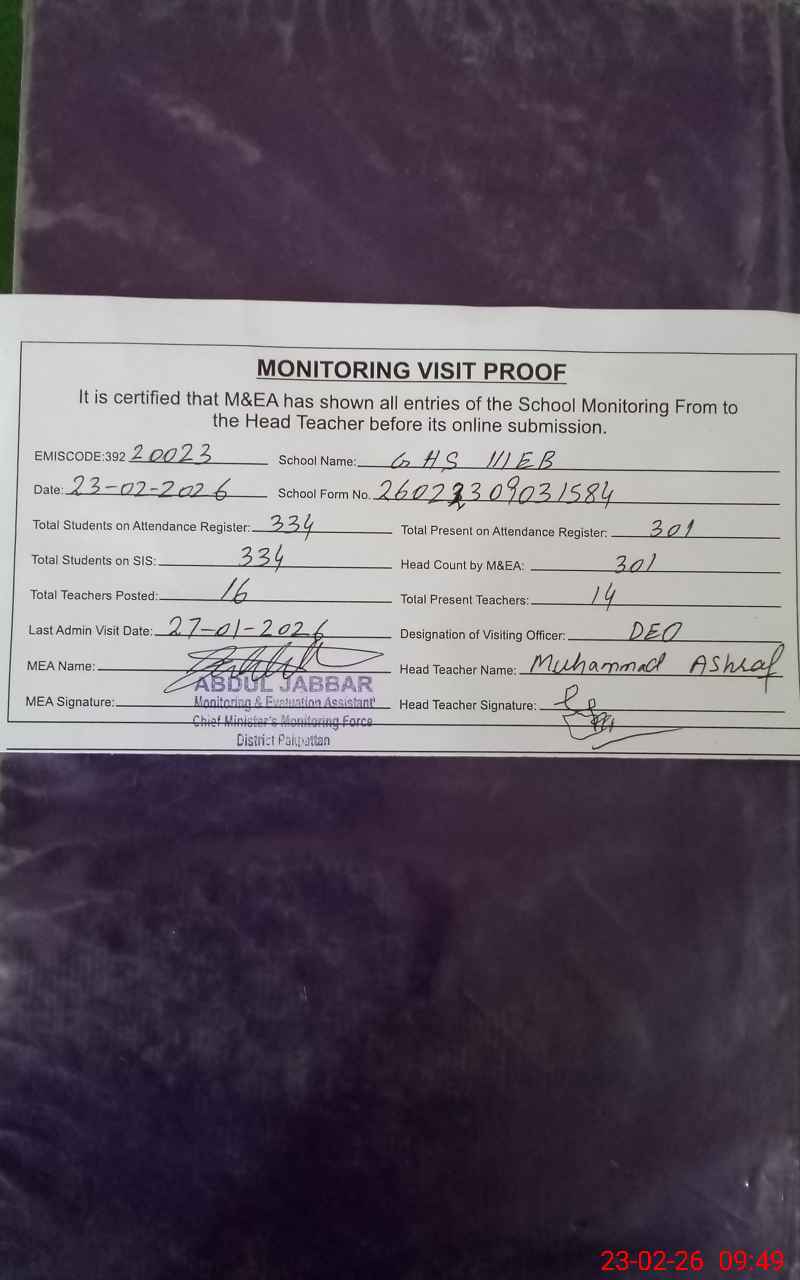 MONITORING VISIT PROOF
It is certified that M&EA has shown all entries of the School Monitoring From to
the Head Teacher before its online submission.
EMISCODE:392 20023 School Name: GHS 111EB
Date: 23-02-2026 School Form No. 26022309031584
Total Students on Attendance Register: 334 Total Present on Attendance Register: 301
Total Students on SIS: 334 Head Count by M&EA: 301
Total Teachers Posted: 16 Total Present Teachers: 14
Last Admin Visit Date: 27-01-2026 Designation of Visiting Officer: DEO
MEA Name: Head Teacher Name: Muhammad Ashraf
ABDUL JABBAR
MEA Signature: Monitoring & Evaluation Assistant Head Teacher Signature:
Chief Minister's Monitoring Force
District Pakpattan
23-02-26 09:49